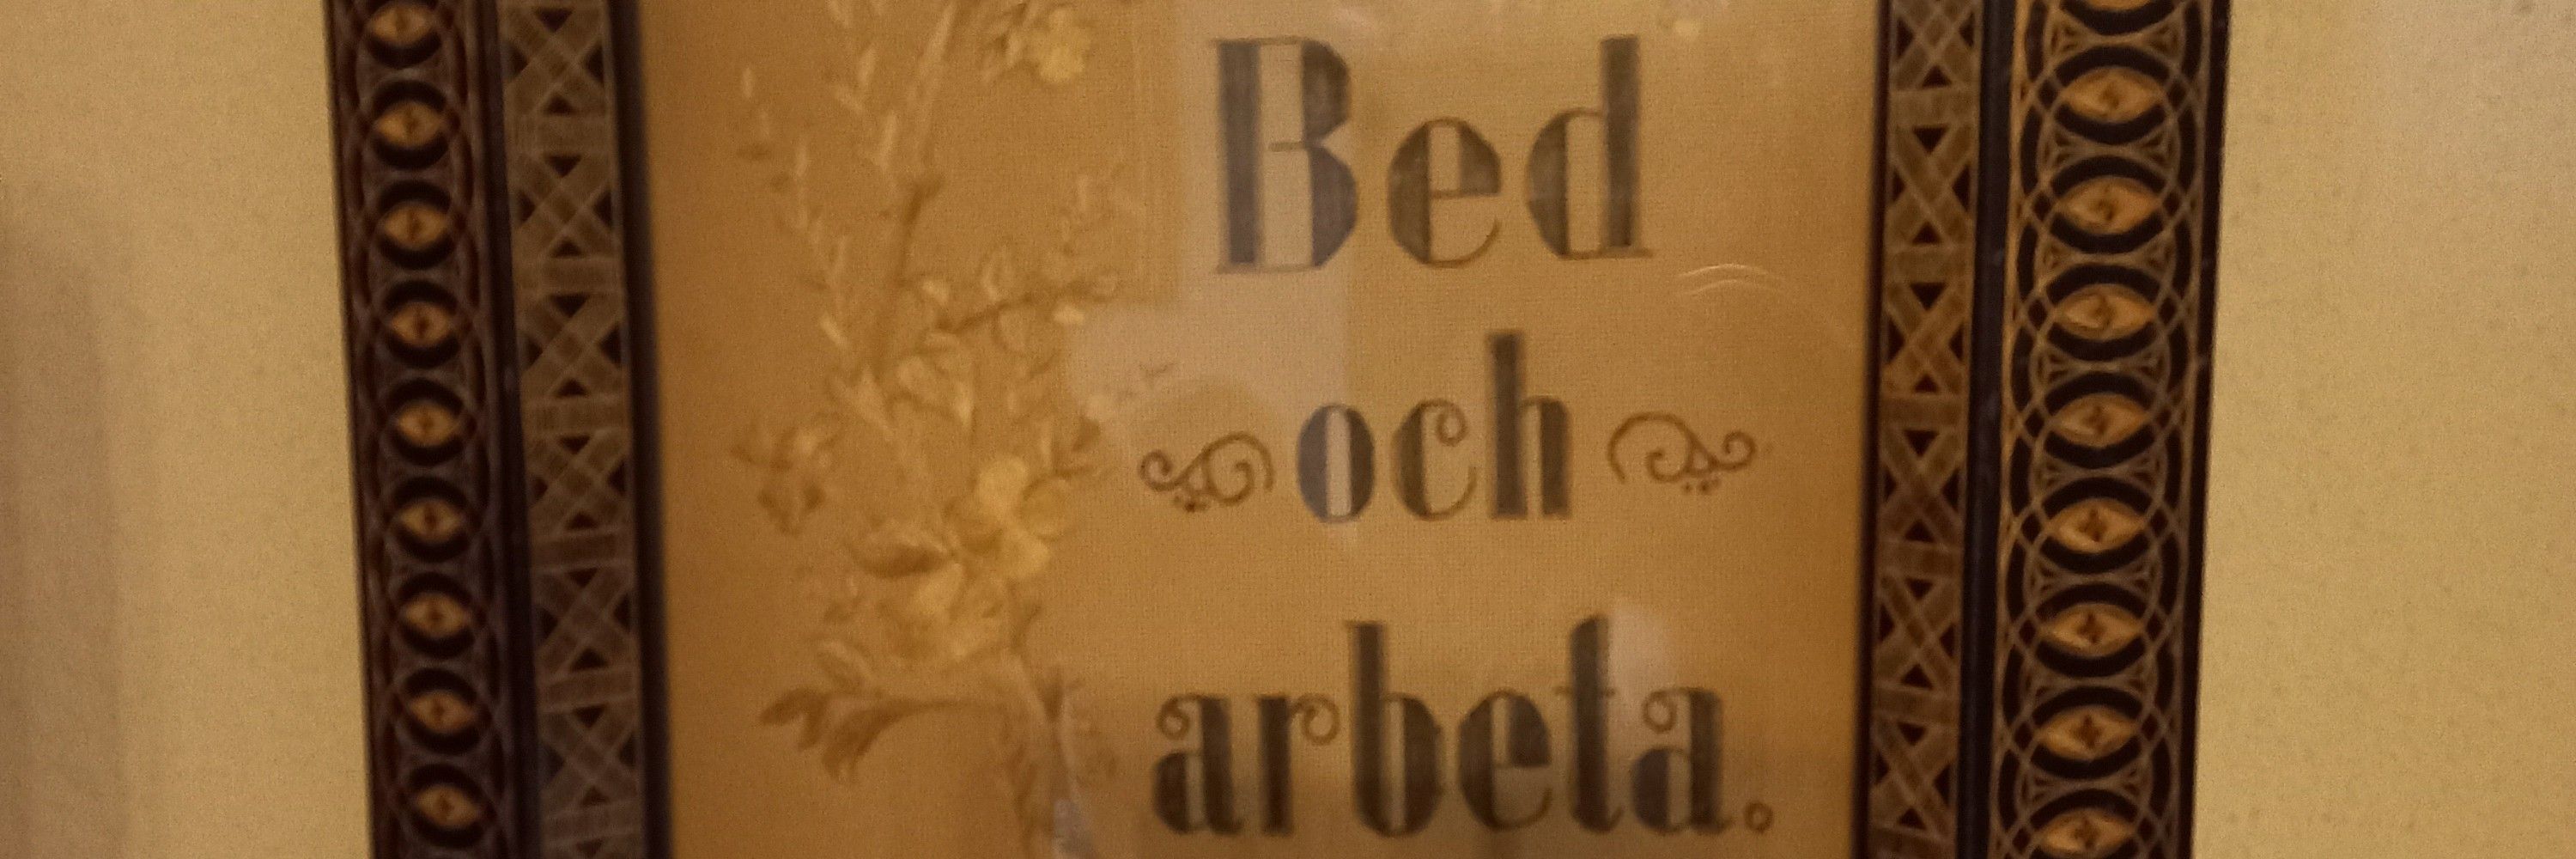 Bed
och
arbeta.